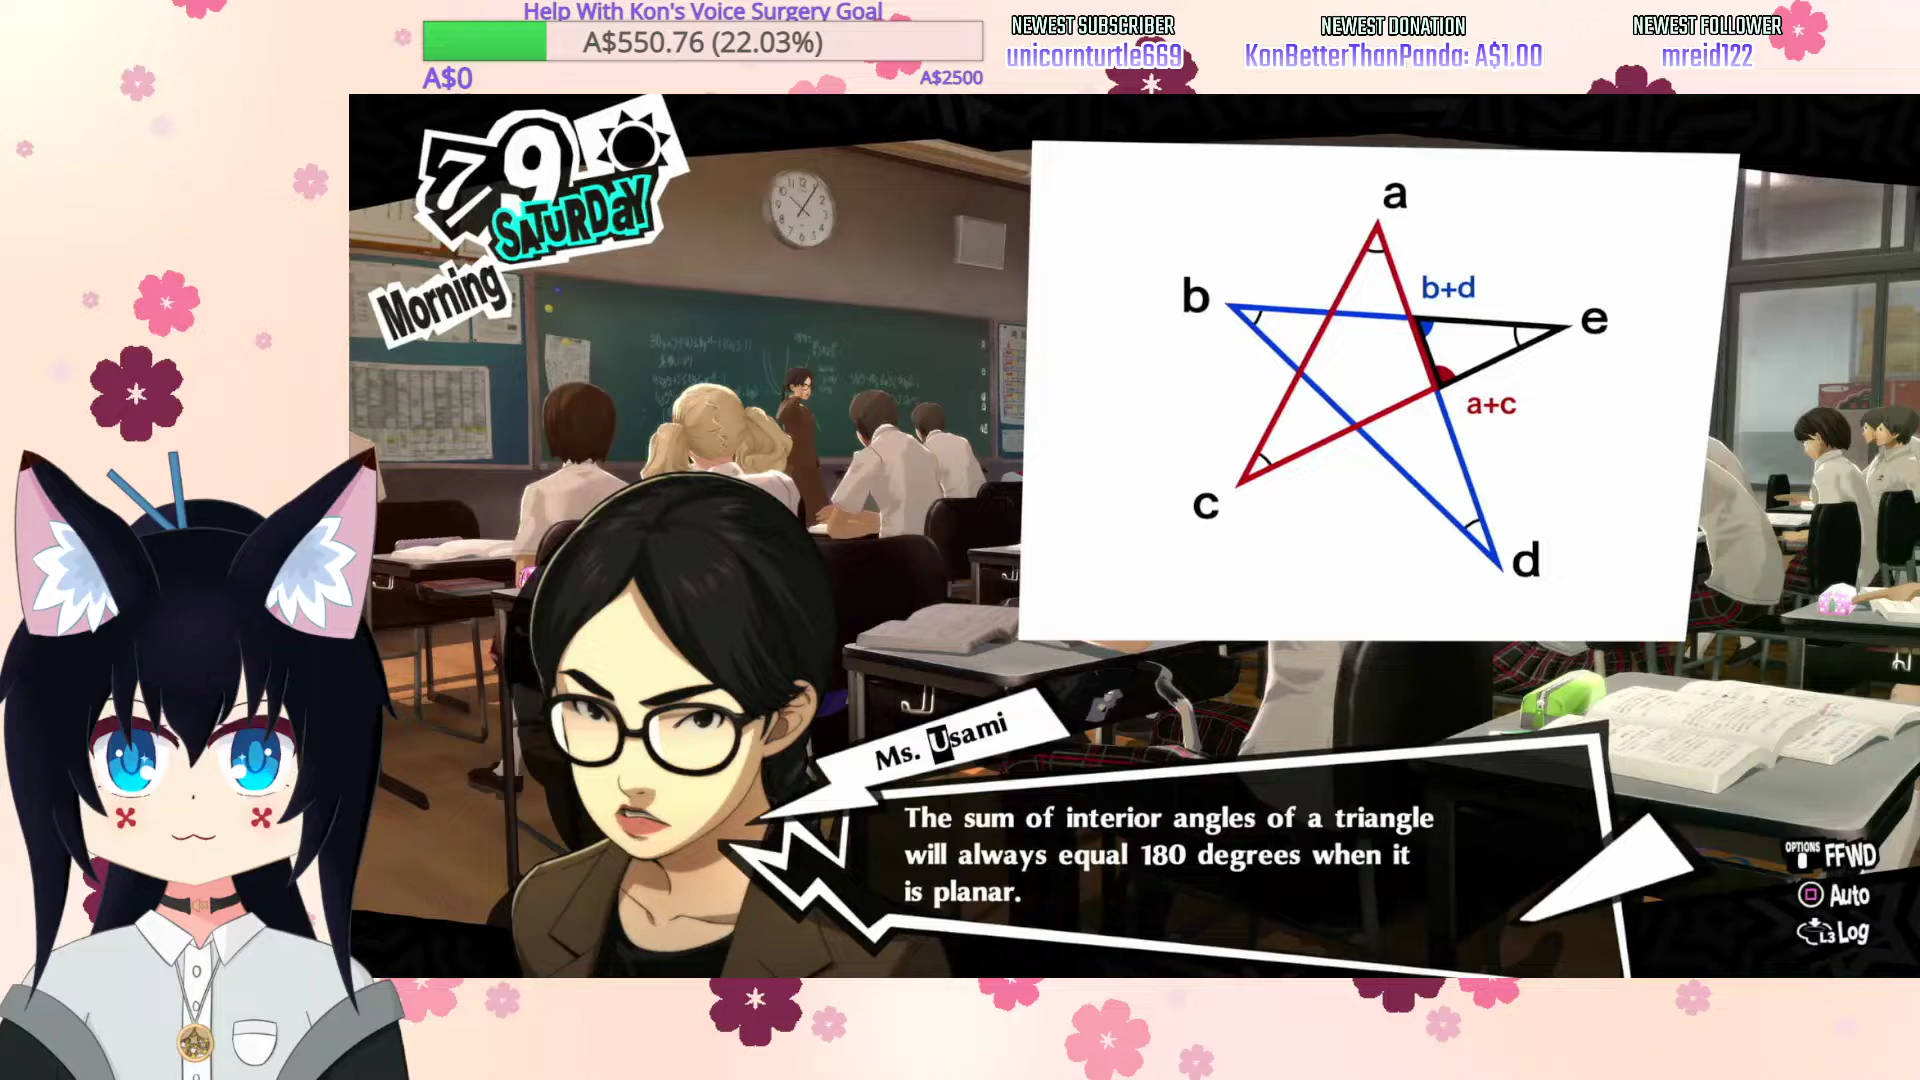 Help With Kon's Voice Surgery Goal
A$550.76 (22.03%)
A$0
A$2500
NEWEST SUBSCRIBER
unicornturtle669
NEWEST DONATION
KonBetterThanPanda: A$1.00
NEWEST FOLLOWER
mreid122
7 9
SATURDAY
Morning
a
b
b+d
e
a+c
c
d
Ms. Usami
The sum of interior angles of a triangle
will always equal 180 degrees when it
is planar.
OPTIONS FFWD
Auto
L3 Log